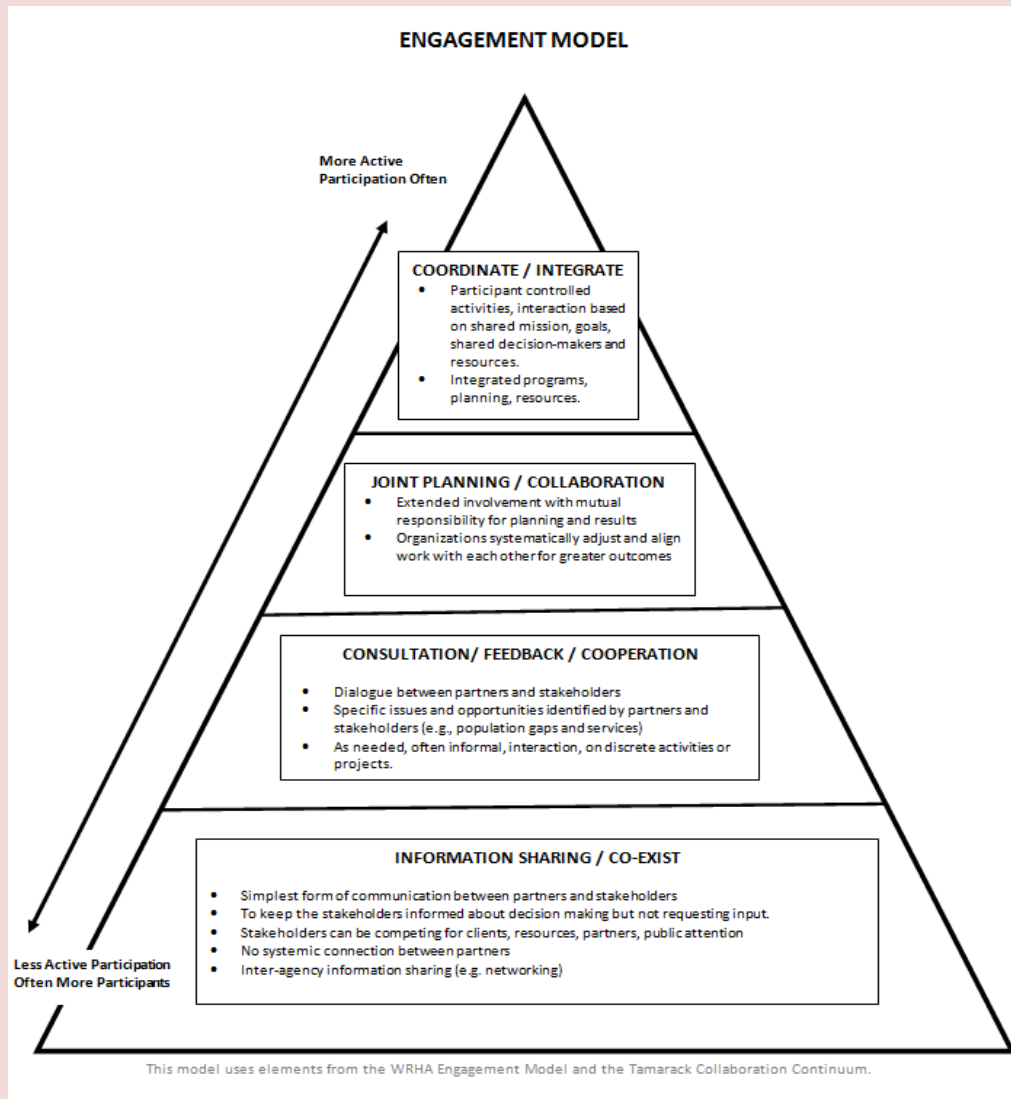 ENGAGEMENT MODEL
More Active
Participation Often
COORDINATE / INTEGRATE
• Participant controlled
activities, interaction based
on shared mission, goals,
shared decision-makers and
resources.
• Integrated programs,
planning, resources.
JOINT PLANNING / COLLABORATION
• Extended involvement with mutual
responsibility for planning and results
• Organizations systematically adjust and align
work with each other for greater outcomes
CONSULTATION/ FEEDBACK / COOPERATION
• Dialogue between partners and stakeholders
• Specific issues and opportunities identified by partners and
stakeholders (e.g., population gaps and services)
• As needed, often informal, interaction, on discrete activities or
projects.
INFORMATION SHARING / CO-EXIST
• Simplest form of communication between partners and stakeholders
• To keep the stakeholders informed about decision making but not requesting input.
• Stakeholders can be competing for clients, resources, partners, public attention
• No systemic connection between partners
• Inter-agency information sharing (e.g. networking)
Less Active Participation
Often More Participants
This model uses elements from the WRHA Engagement Model and the Tamarack Collaboration Continuum.